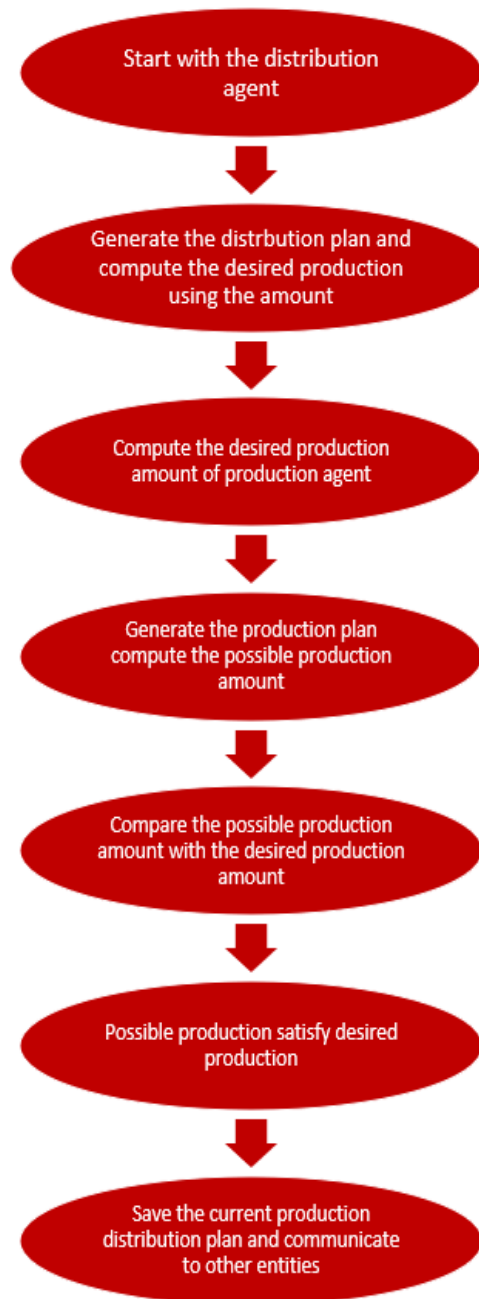 Start with the distribution
agent
Generate the distrbution plan and
compute the desired production
using the amount
Compute the desired production
amount of production agent
Generate the production plan
compute the possible production
amount
Compare the possible production
amount with the desired production
amount
Possible production satisfy desired
production
Save the current production
distribution plan and communicate
to other entities